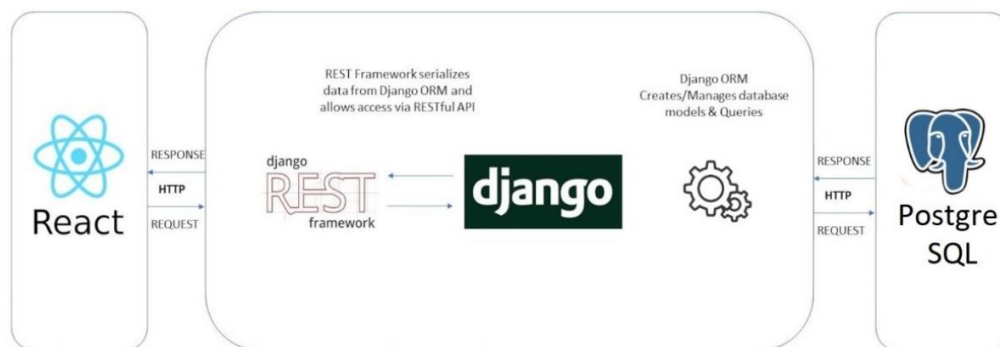 REST Framework serializes
data from Django ORM and
allows access via RESTful API
Django ORM
Creates/Manages database
models & Queries
RESPONSE
HTTP
REQUEST
React
django
REST
framework
django
RESPONSE
HTTP
REQUEST
Postgre
SQL